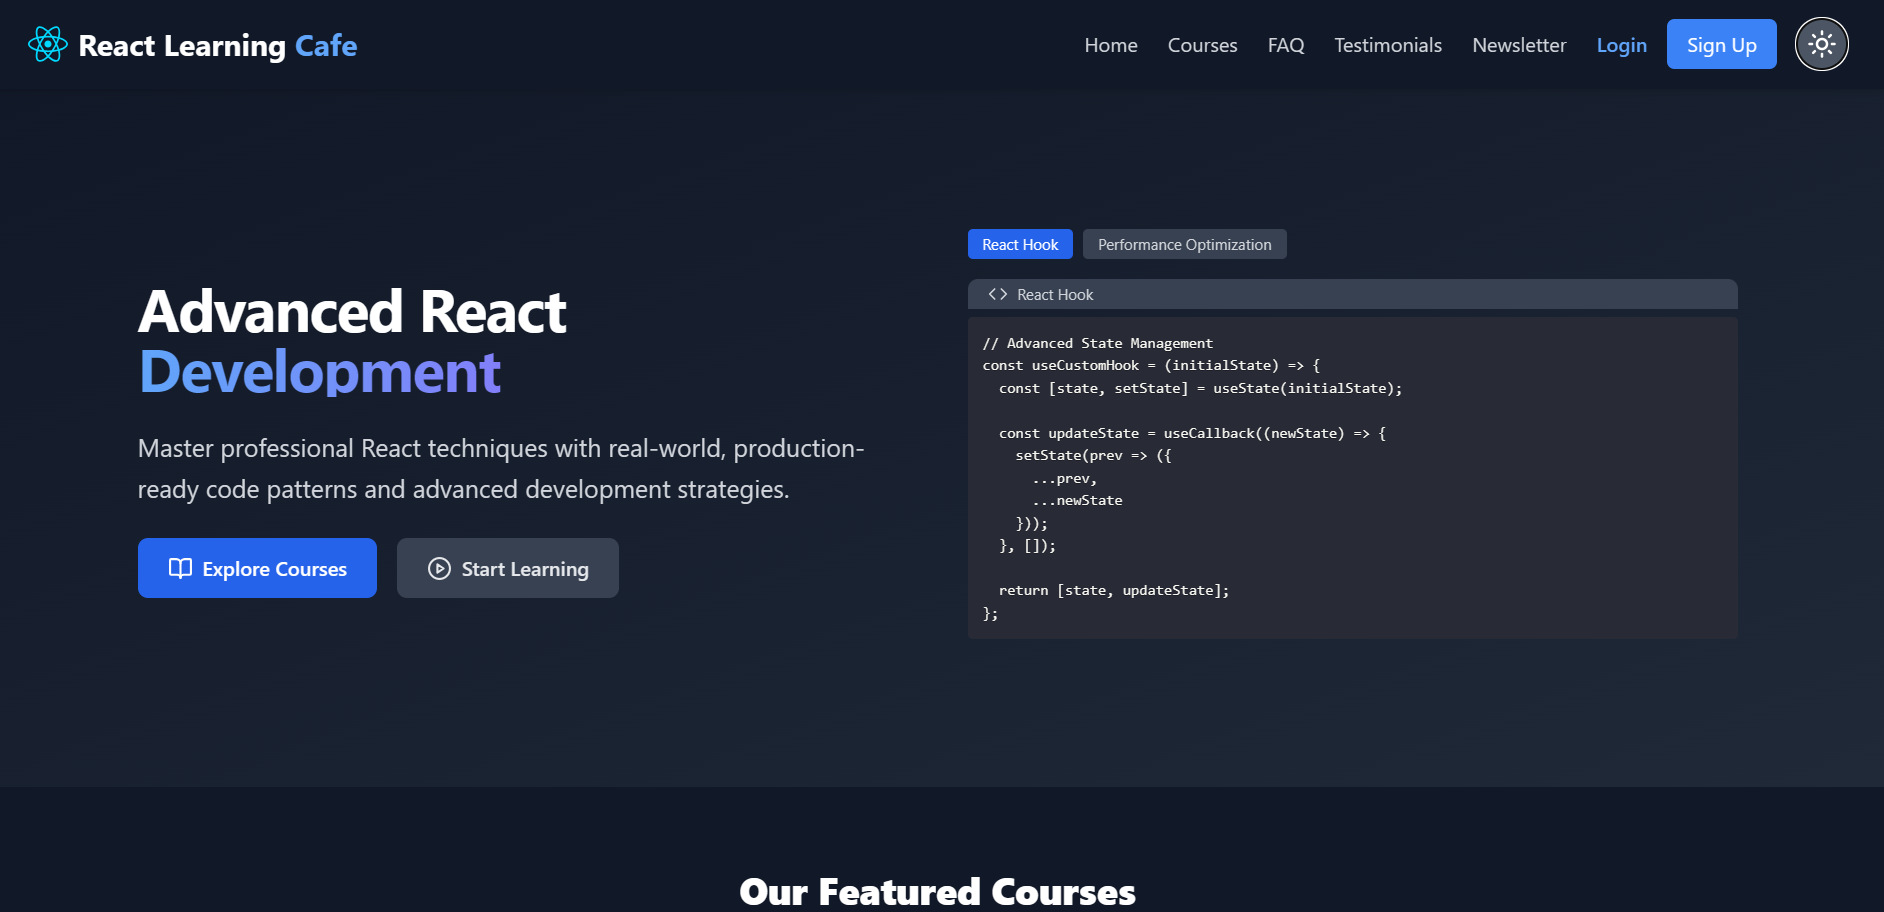 React Learning Cafe
Home
Courses
FAQ
Testimonials
Newsletter
Login
Sign Up
Advanced React
Development
Master professional React techniques with real-world, production-
ready code patterns and advanced development strategies.
Explore Courses
Start Learning
React Hook
Performance Optimization
<> React Hook
// Advanced State Management
const useCustomHook = (initialState) => {
  const [state, setState] = useState(initialState);

  const updateState = useCallback((newState) => {
    setState(prev => ({
      ...prev,
      ...newState
    }));
  }, []);

  return [state, updateState];
};
Our Featured Courses